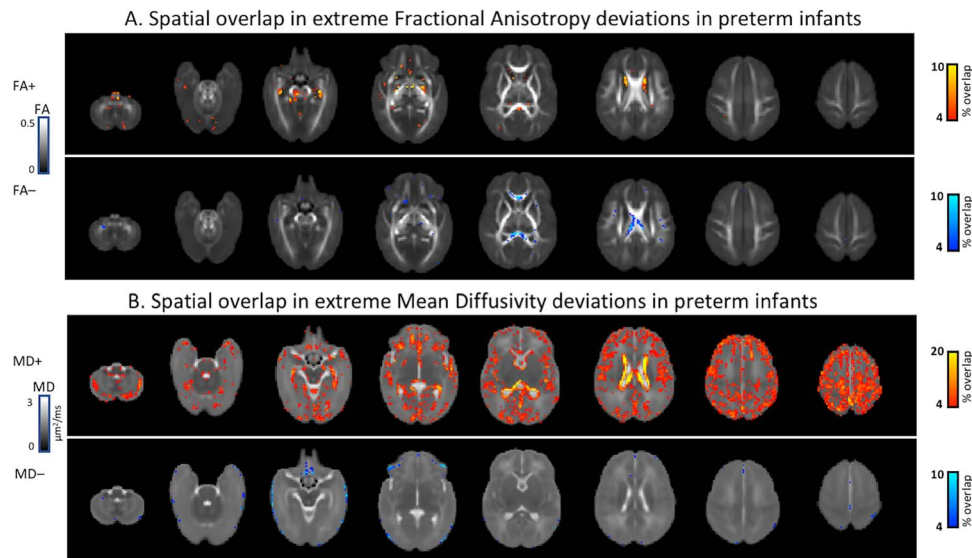 A. Spatial overlap in extreme Fractional Anisotropy deviations in preterm infants
FA+
FA
0.5
0
10
4
% overlap
FA–
10
4
% overlap
B. Spatial overlap in extreme Mean Diffusivity deviations in preterm infants
MD+
MD
3
0
µm²/ms
20
4
% overlap
MD–
10
4
% overlap